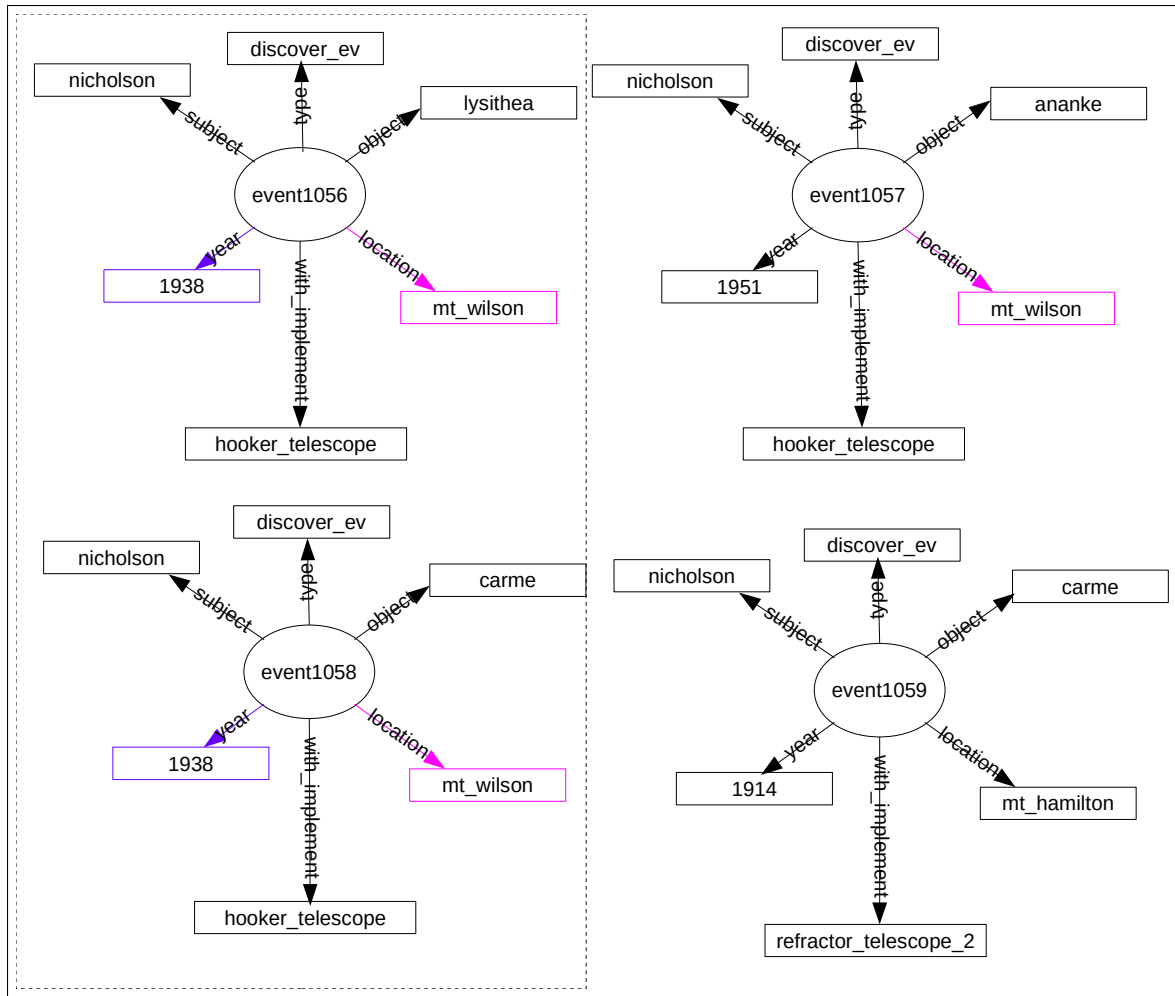 discover_ev
nicholson
lysithea
type
subject
object
event1056
year
location
1938
mt_wilson
with_implement
hooker_telescope
discover_ev
nicholson
ananke
type
subject
object
event1057
year
location
1951
mt_wilson
with_implement
hooker_telescope
discover_ev
nicholson
carme
type
subject
object
event1058
year
location
1938
mt_wilson
with_implement
hooker_telescope
discover_ev
nicholson
carme
type
subject
object
event1059
year
location
1914
mt_hamilton
with_implement
refractor_telescope_2